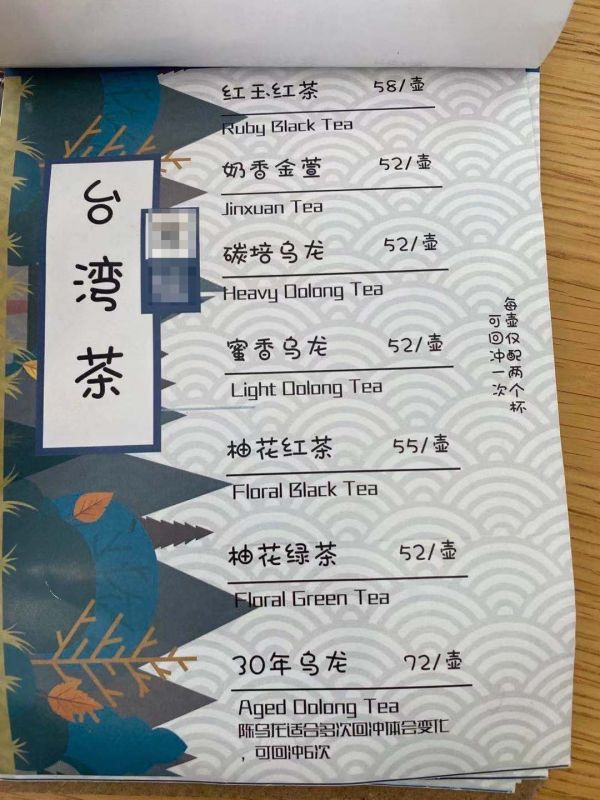 台湾茶
红玉红茶 58/壶
Ruby Black Tea
奶香金萱 52/壶
Jinxuan Tea
碳培乌龙 52/壶
Heavy Oolong Tea
蜜香乌龙 52/壶
Light Oolong Tea
柚花红茶 55/壶
Floral Black Tea
柚花绿茶 52/壶
Floral Green Tea
30年乌龙 72/壶
Aged Oolong Tea
陈乌龙适合多次回冲体会变化
，可回冲6次
每壶仅配两个杯
可回冲一次